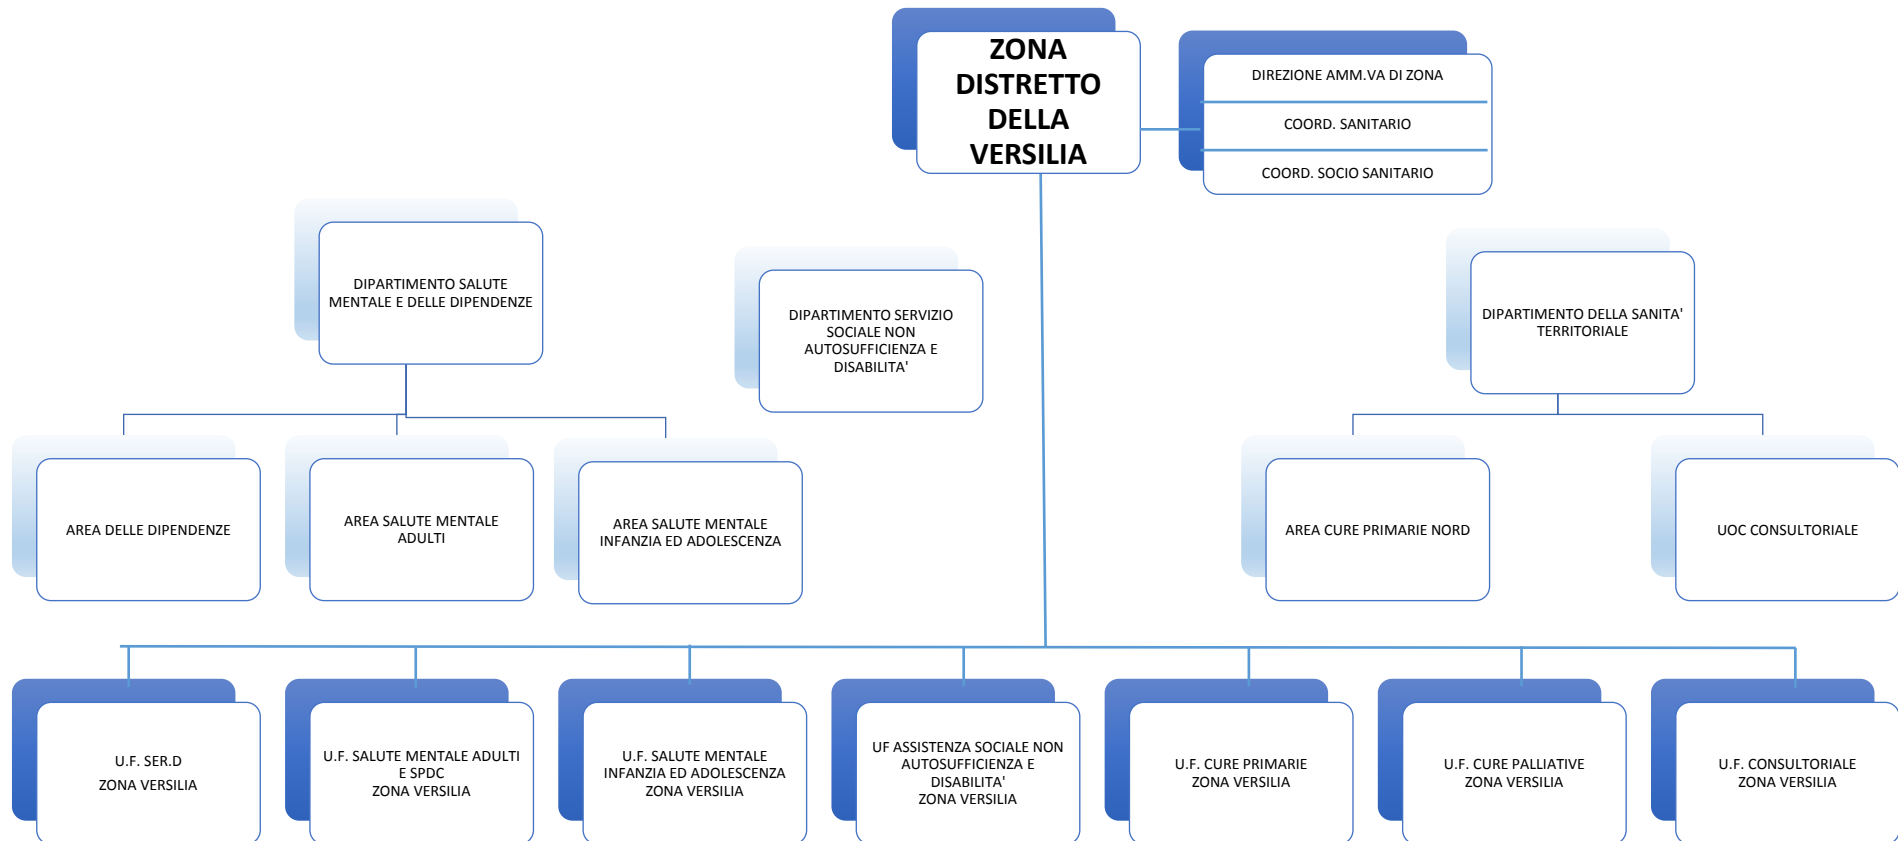 ZONA
DISTRETTO
DELLA
VERSILIA
DIREZIONE AMM.VA DI ZONA
COORD. SANITARIO
COORD. SOCIO SANITARIO
DIPARTIMENTO SALUTE
MENTALE E DELLE DIPENDENZE
DIPARTIMENTO SERVIZIO
SOCIALE NON
AUTOSUFFICIENZA E
DISABILITA'
DIPARTIMENTO DELLA SANITA'
TERRITORIALE
AREA DELLE DIPENDENZE
AREA SALUTE MENTALE
ADULTI
AREA SALUTE MENTALE
INFANZIA ED ADOLESCENZA
AREA CURE PRIMARIE NORD
UOC CONSULTORIALE
U.F. SER.D
ZONA VERSILIA
U.F. SALUTE MENTALE ADULTI
E SPDC
ZONA VERSILIA
U.F. SALUTE MENTALE
INFANZIA ED ADOLESCENZA
ZONA VERSILIA
UF ASSISTENZA SOCIALE NON
AUTOSUFFICIENZA E
DISABILITA'
ZONA VERSILIA
U.F. CURE PRIMARIE
ZONA VERSILIA
U.F. CURE PALLIATIVE
ZONA VERSILIA
U.F. CONSULTORIALE
ZONA VERSILIA